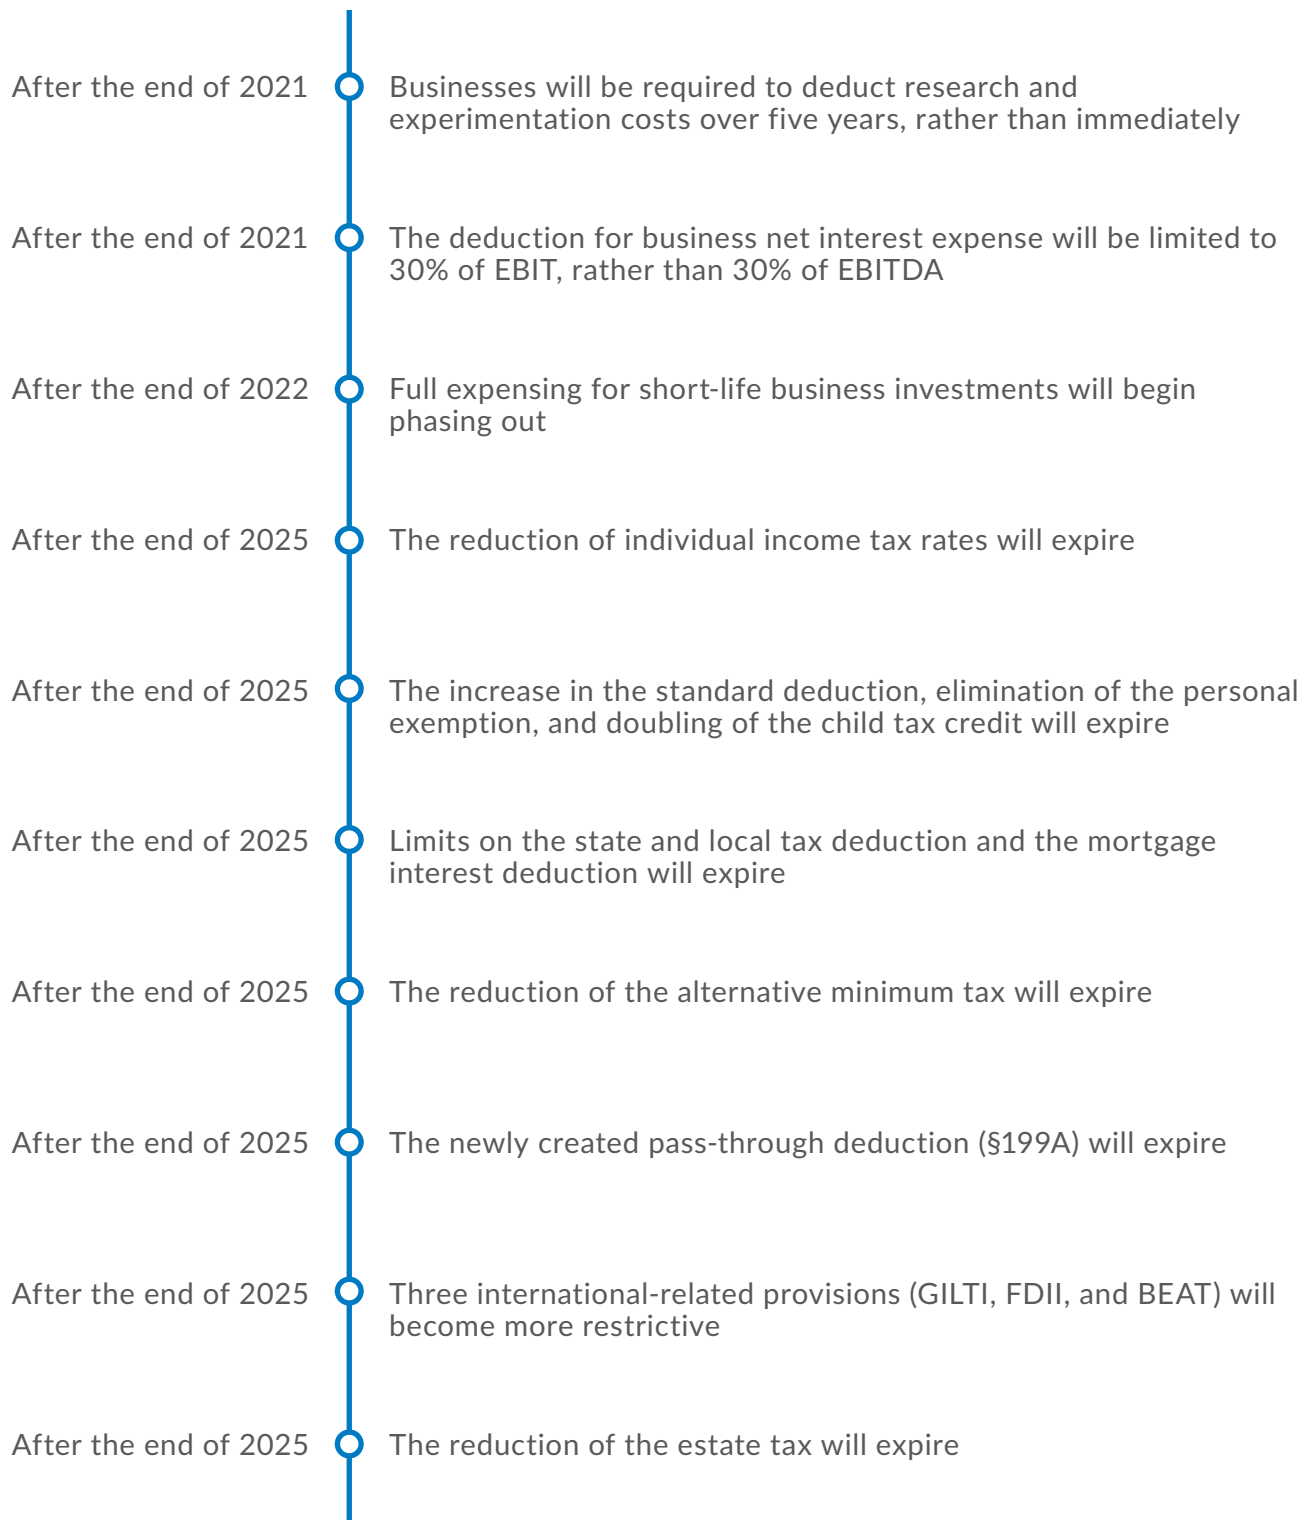 After the end of 2021
Businesses will be required to deduct research and
experimentation costs over five years, rather than immediately
After the end of 2021
The deduction for business net interest expense will be limited to
30% of EBIT, rather than 30% of EBITDA
After the end of 2022
Full expensing for short-life business investments will begin
phasing out
After the end of 2025
The reduction of individual income tax rates will expire
After the end of 2025
The increase in the standard deduction, elimination of the personal
exemption, and doubling of the child tax credit will expire
After the end of 2025
Limits on the state and local tax deduction and the mortgage
interest deduction will expire
After the end of 2025
The reduction of the alternative minimum tax will expire
After the end of 2025
The newly created pass-through deduction (§199A) will expire
After the end of 2025
Three international-related provisions (GILTI, FDII, and BEAT) will
become more restrictive
After the end of 2025
The reduction of the estate tax will expire